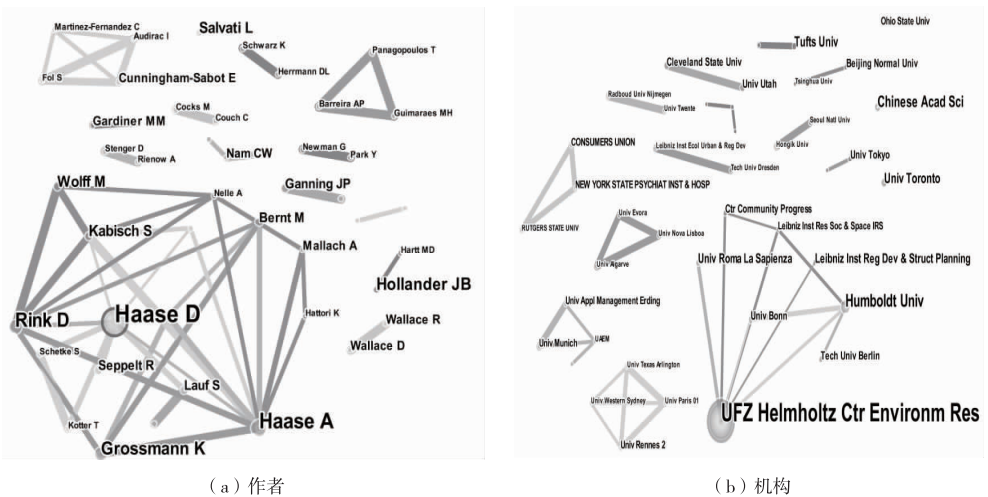 Martinez-Fernandez C
Audirac I
Fol S
Cunningham-Sabot E
Salvati L
Schwarz K
Herrmann DL
Panagopoulos T
Barreira AP
Guimaraes MH
Cocks M
Couch C
Gardiner MM
Stenger D
Rienow A
Nam CW
Newman G
Park Y
Wolff M
Nelle A
Ganning JP
Kabisch S
Bernt M
Mallach A
Hartt MD
Hollander JB
Rink D
Haase D
Hattori K
Wallace R
Wallace D
Schetke S
Seppelt R
Lauf S
Kotter T
Haase A
Grossmann K
(a)作者
Ohio State Univ
Tufts Univ
Cleveland State Univ
Univ Utah
Beijing Normal Univ
Tsinghua Univ
Radboud Univ Nijmegen
Univ Twente
Chinese Acad Sci
Seoul Natl Univ
Hongik Univ
CONSUMERS UNION
Leibniz Inst Ecol Urban & Reg Dev
Tech Univ Dresden
Univ Tokyo
Univ Toronto
NEW YORK STATE PSYCHIAT INST & HOSP
RUTGERS STATE UNIV
Univ Evora
Univ Nova Lisboa
Univ Algarve
Ctr Community Progress
Leibniz Inst Res Soc & Space IRS
Univ Roma La Sapienza
Leibniz Inst Reg Dev & Struct Planning
Univ Appl Management Erding
Humboldt Univ
Univ Bonn
Univ Munich
UAEM
Tech Univ Berlin
Univ Texas Arlington
Univ Western Sydney
Univ Paris 01
Univ Rennes 2
UFZ Helmholtz Ctr Environm Res
(b)机构